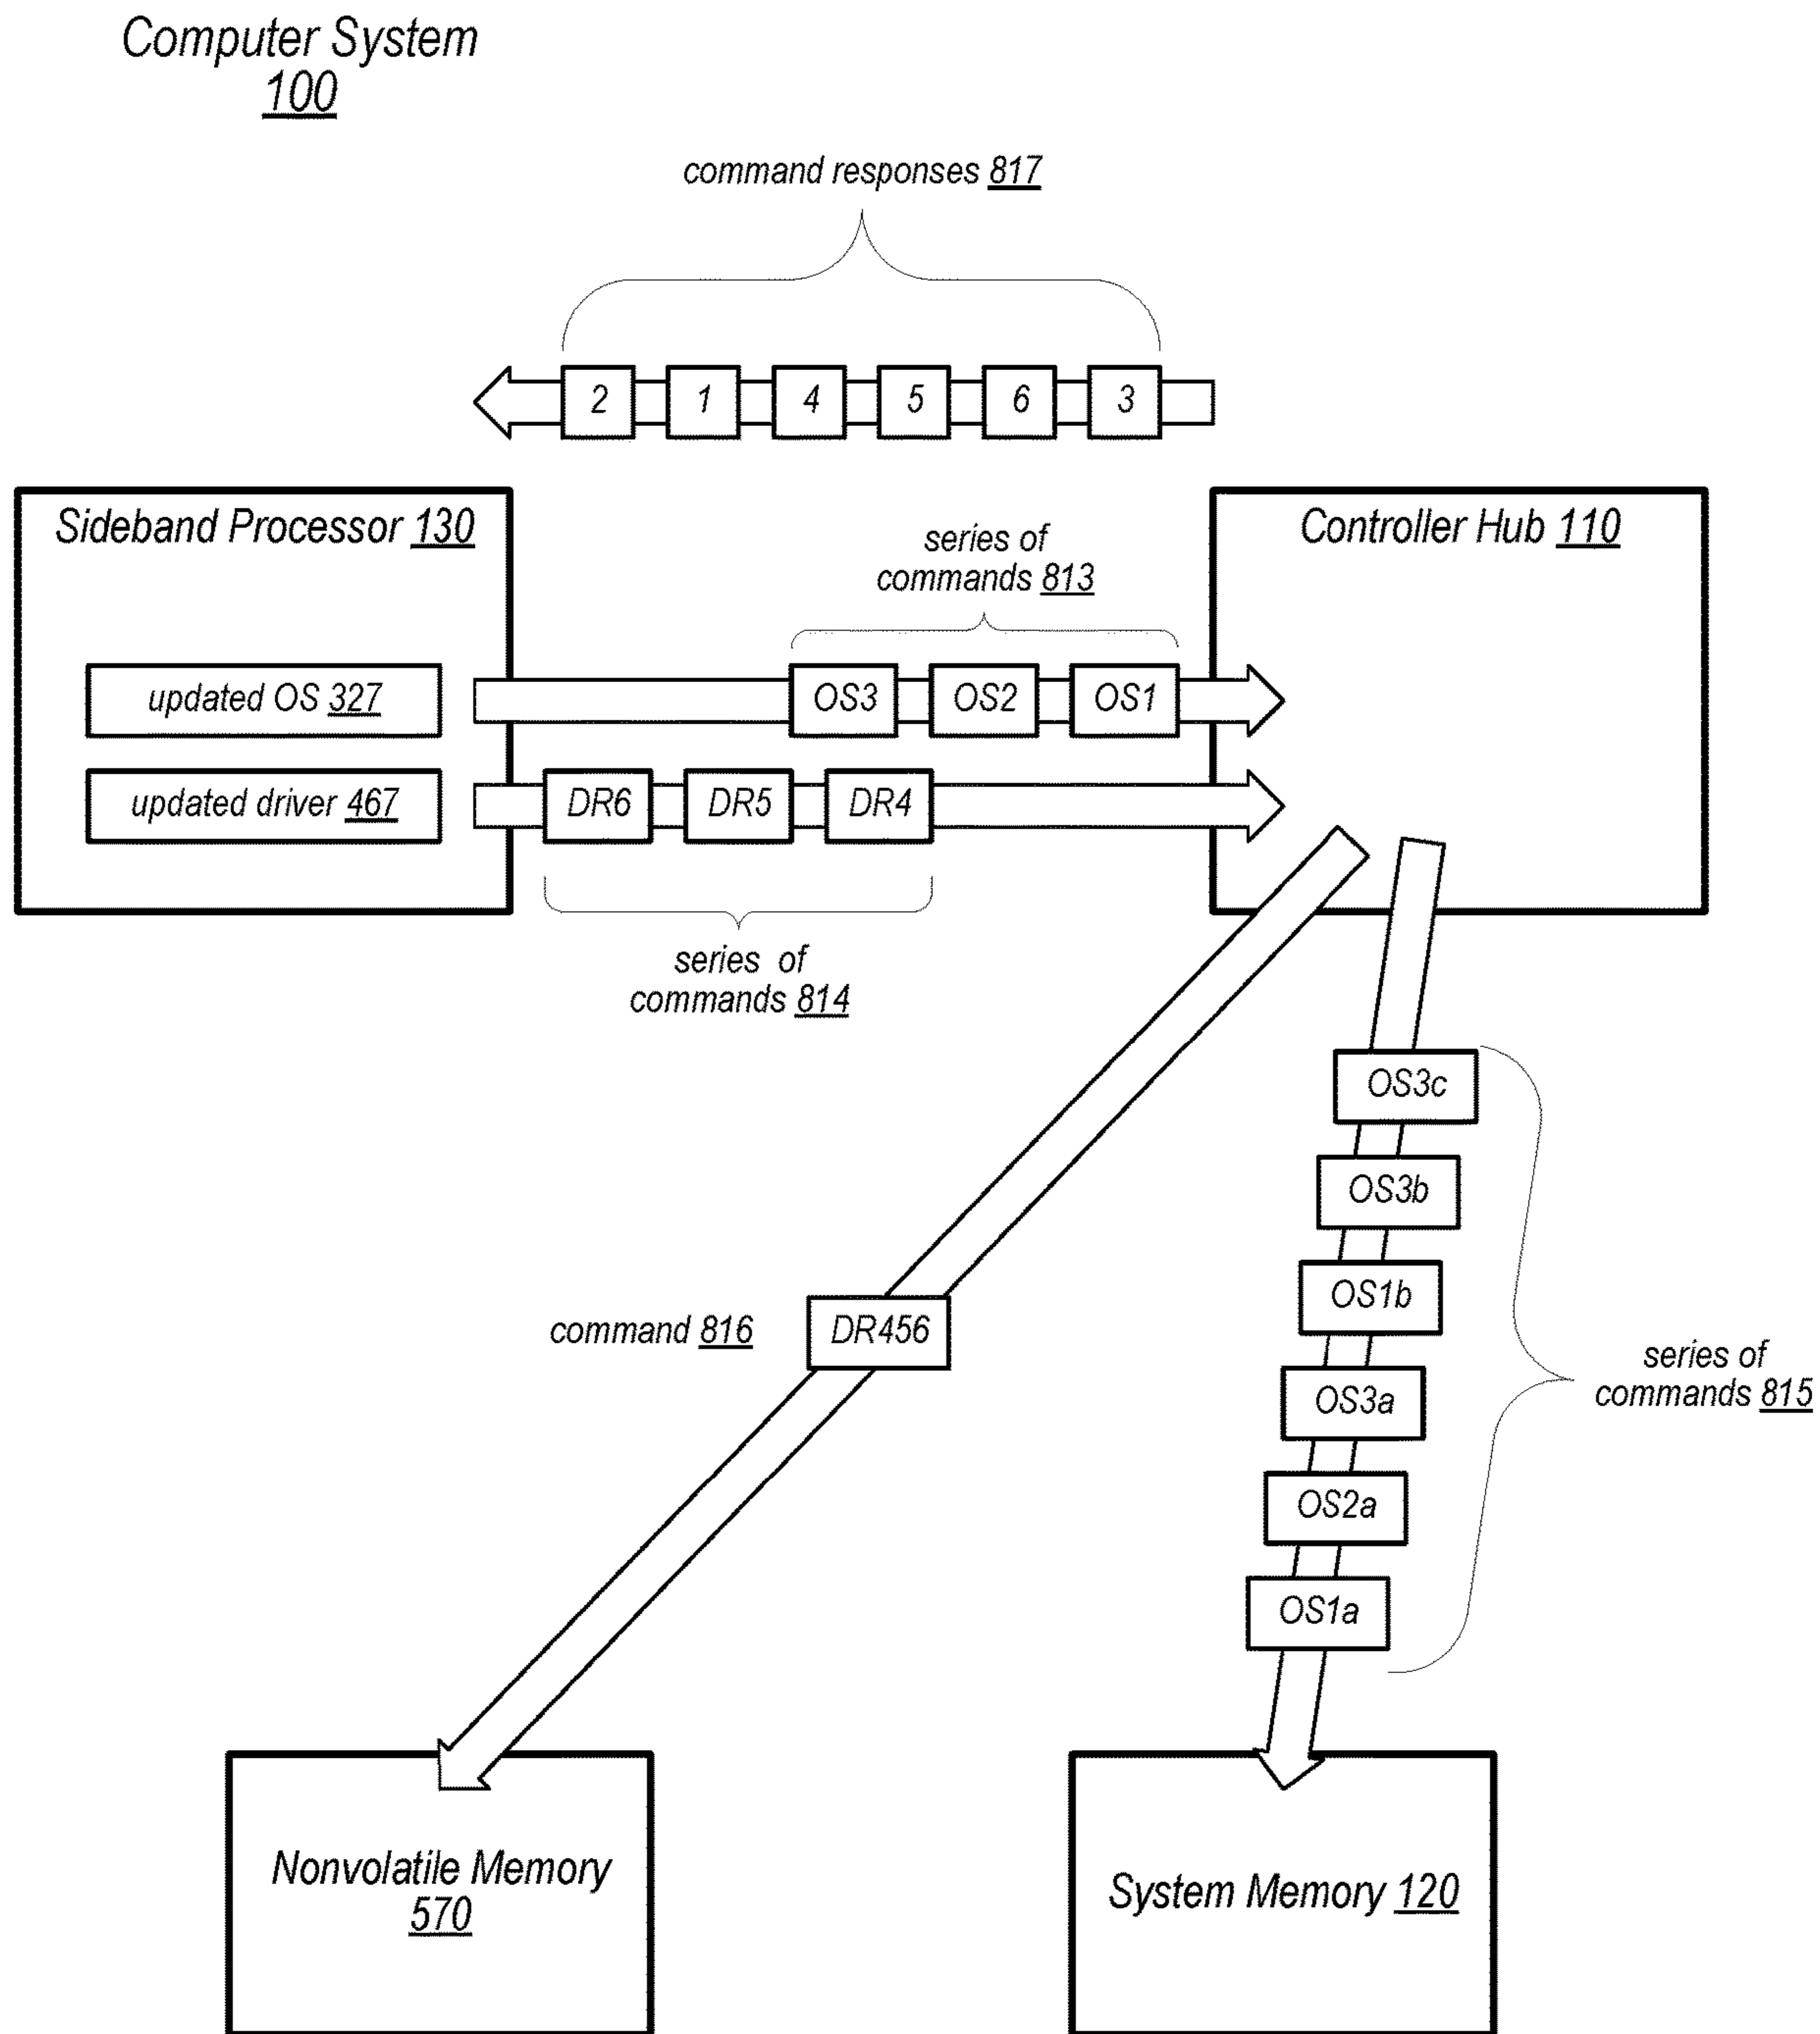 Computer System
100
command responses 817
2 1 4 5 6 3
Sideband Processor 130
Controller Hub 110
series of
commands 813
updated OS 327
OS3 OS2 OS1
updated driver 467
DR6 DR5 DR4
series of
commands 814
OS3c
OS3b
OS1b
command 816
DR456
OS3a
series of
commands 815
OS2a
OS1a
Nonvolatile Memory
570
System Memory 120